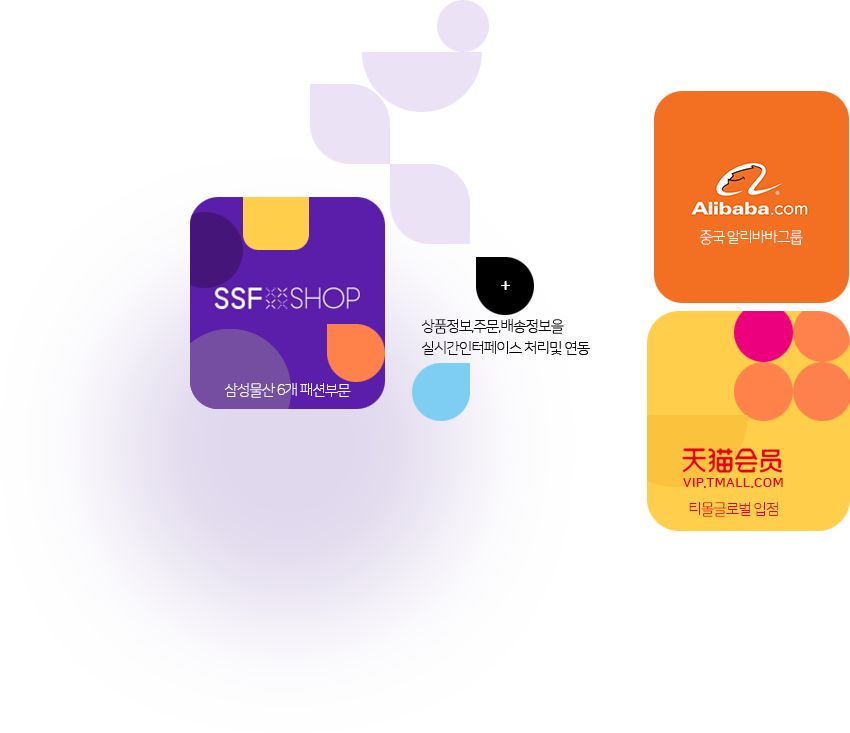 SSF SHOP
삼성물산 6개 패션부문
+
상품정보,주문,배송정보을
실시간인터페이스 처리및 연동
Alibaba.com
중국 알리바바그룹
天猫会员
VIP.TMALL.COM
티몰글로벌 입점